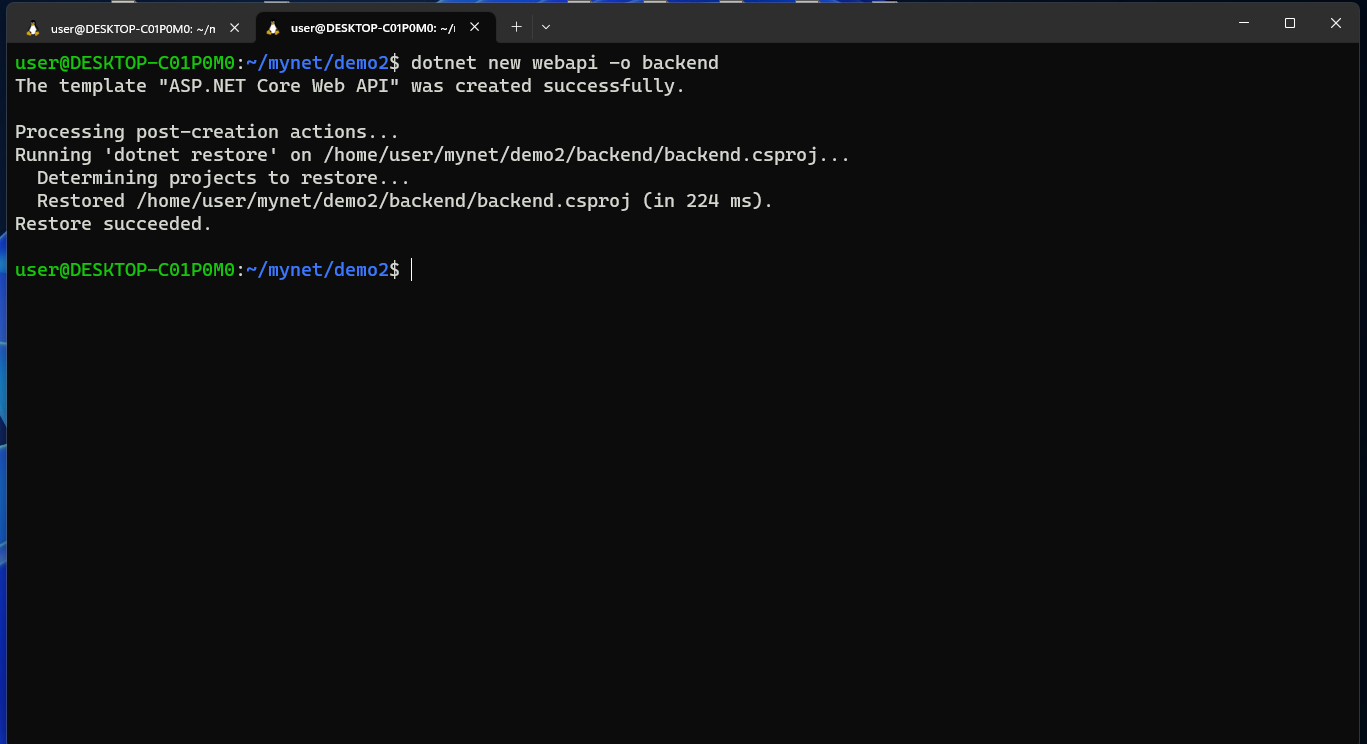 user@DESKTOP-C01P0M0: ~/n
user@DESKTOP-C01P0M0: ~/
user@DESKTOP-C01P0M0:~/mynet/demo2$ dotnet new webapi -o backend
The template "ASP.NET Core Web API" was created successfully.
Processing post-creation actions...
Running 'dotnet restore' on /home/user/mynet/demo2/backend/backend.csproj...
Determining projects to restore...
Restored /home/user/mynet/demo2/backend/backend.csproj (in 224 ms).
Restore succeeded.
user@DESKTOP-C01P0M0:~/mynet/demo2$